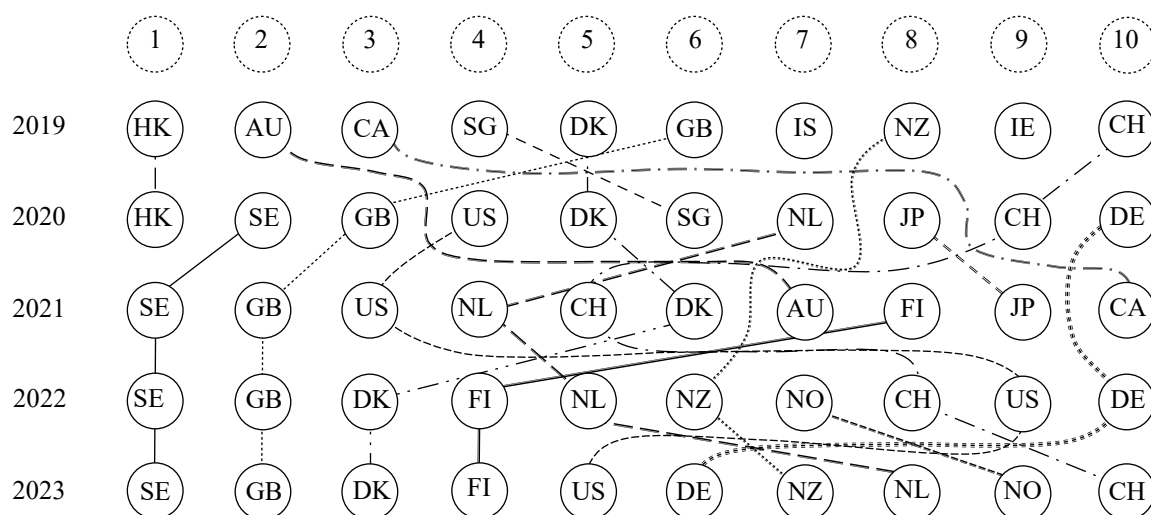 1 2 3 4 5 6 7 8 9 10
2019 HK AU CA SG DK GB IS NZ IE CH
2020 HK SE GB US DK SG NL JP CH DE
2021 SE GB US NL CH DK AU FI JP CA
2022 SE GB DK FI NL NZ NO CH US DE
2023 SE GB DK FI US DE NZ NL NO CH